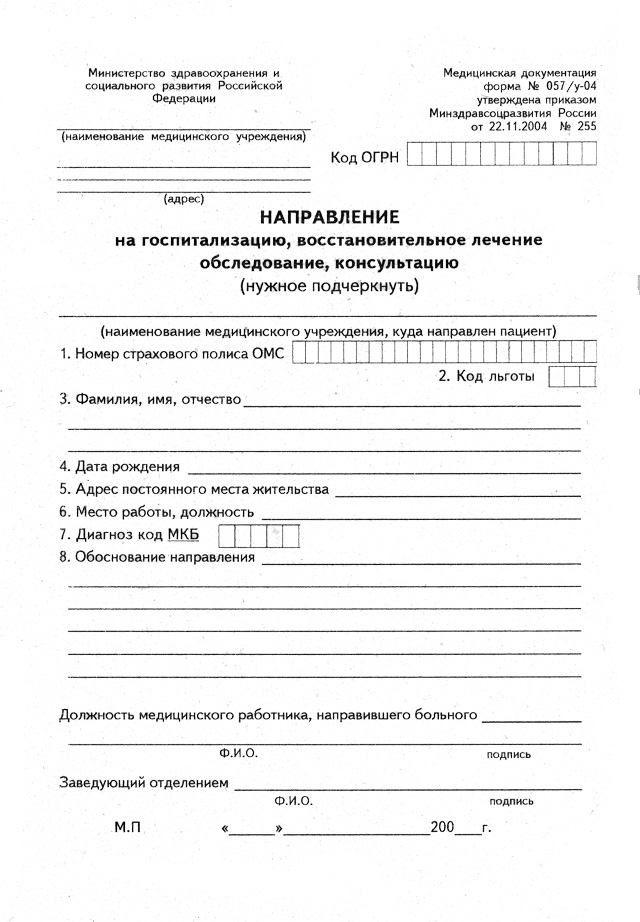 Министерство здравоохранения и
социального развития Российской
Федерации
Медицинская документация
форма № 057/у-04
утверждена приказом
Минздравсоцразвития России
от 22.11.2004 № 255
(наименование медицинского учреждения)
Код ОГРН
(адрес)
НАПРАВЛЕНИЕ
на госпитализацию, восстановительное лечение
обследование, консультацию
(нужное подчеркнуть)
(наименование медицинского учреждения, куда направлен пациент)
1. Номер страхового полиса ОМС
2. Код льготы
3. Фамилия, имя, отчество
4. Дата рождения
5. Адрес постоянного места жительства
6. Место работы, должность
7. Диагноз код МКБ
8. Обоснование направления
Должность медицинского работника, направившего больного
Ф.И.О. подпись
Заведующий отделением
Ф.И.О. подпись
М.П «______»____________________200____г.